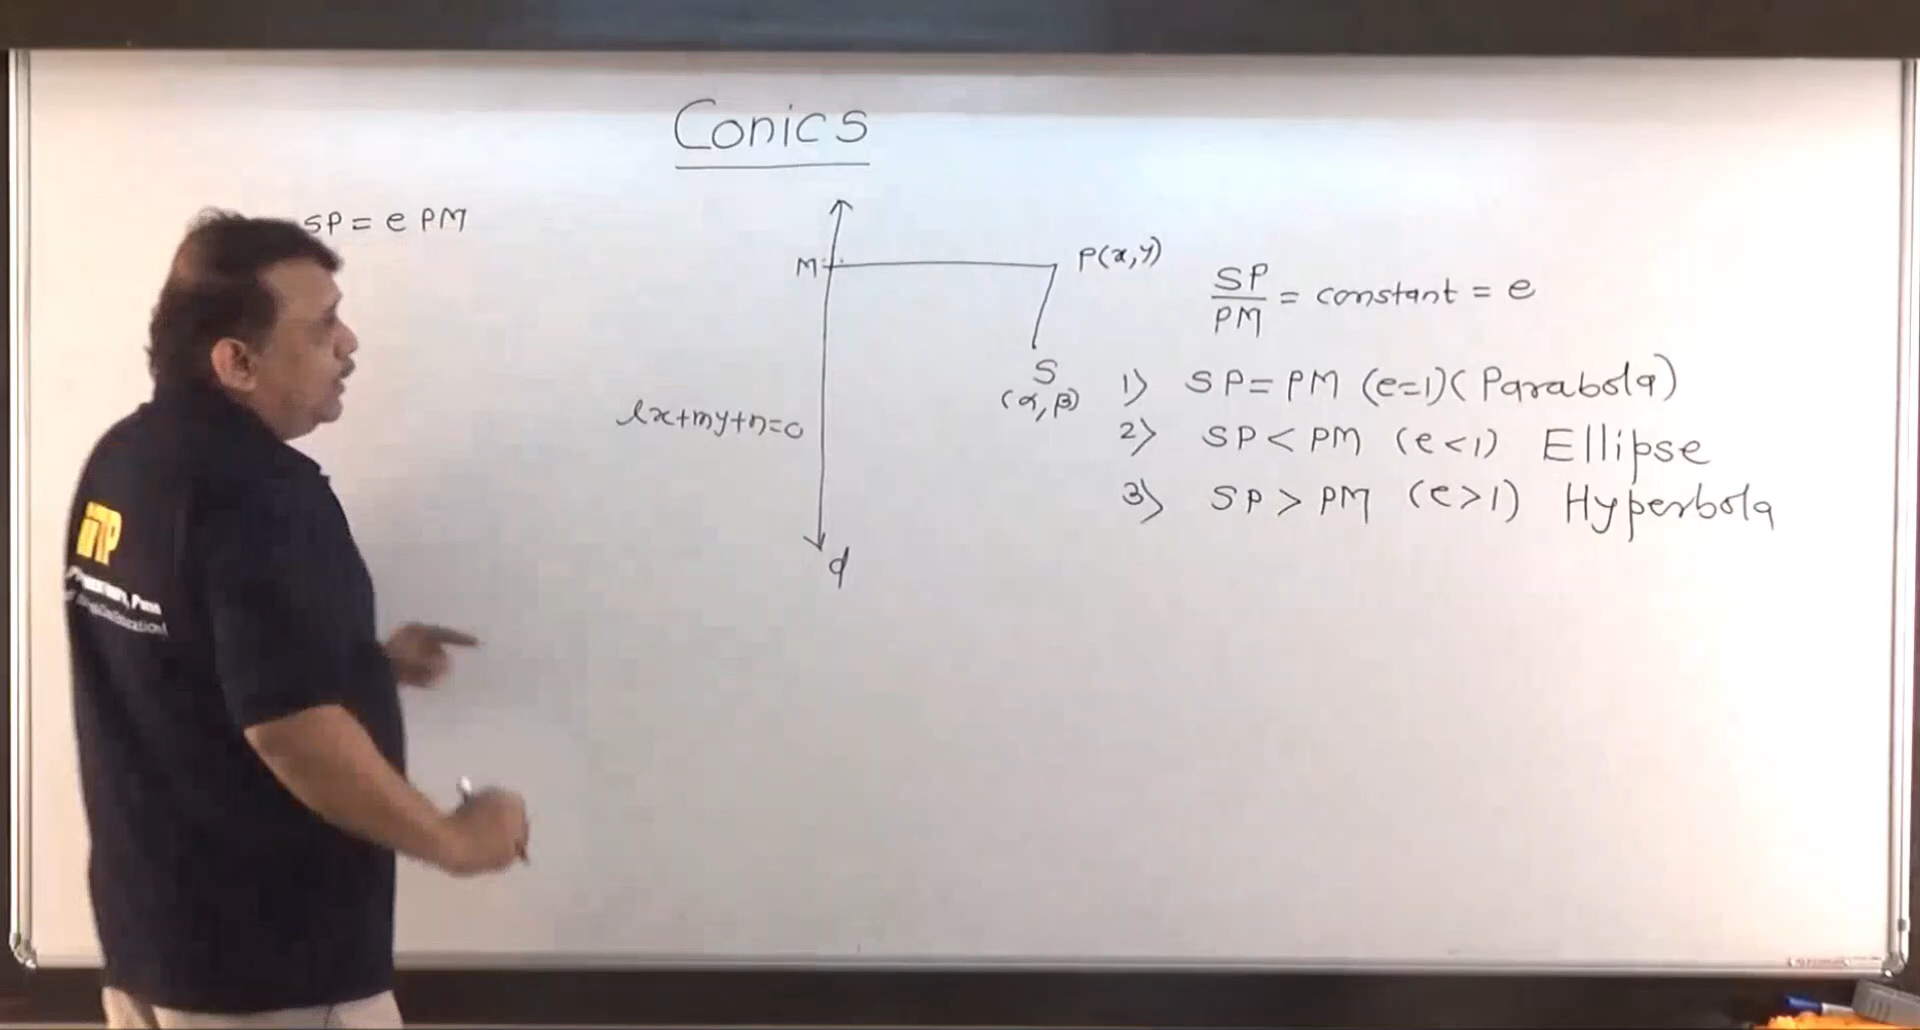 Conics
SP = e PM
M
P(x,y)
SP/PM = constant = e
S
(α, β)
lx+my+n=0
1) SP = PM (e=1) (Parabola)
2) SP < PM (e<1) Ellipse
3) SP > PM (e>1) Hyperbola
d